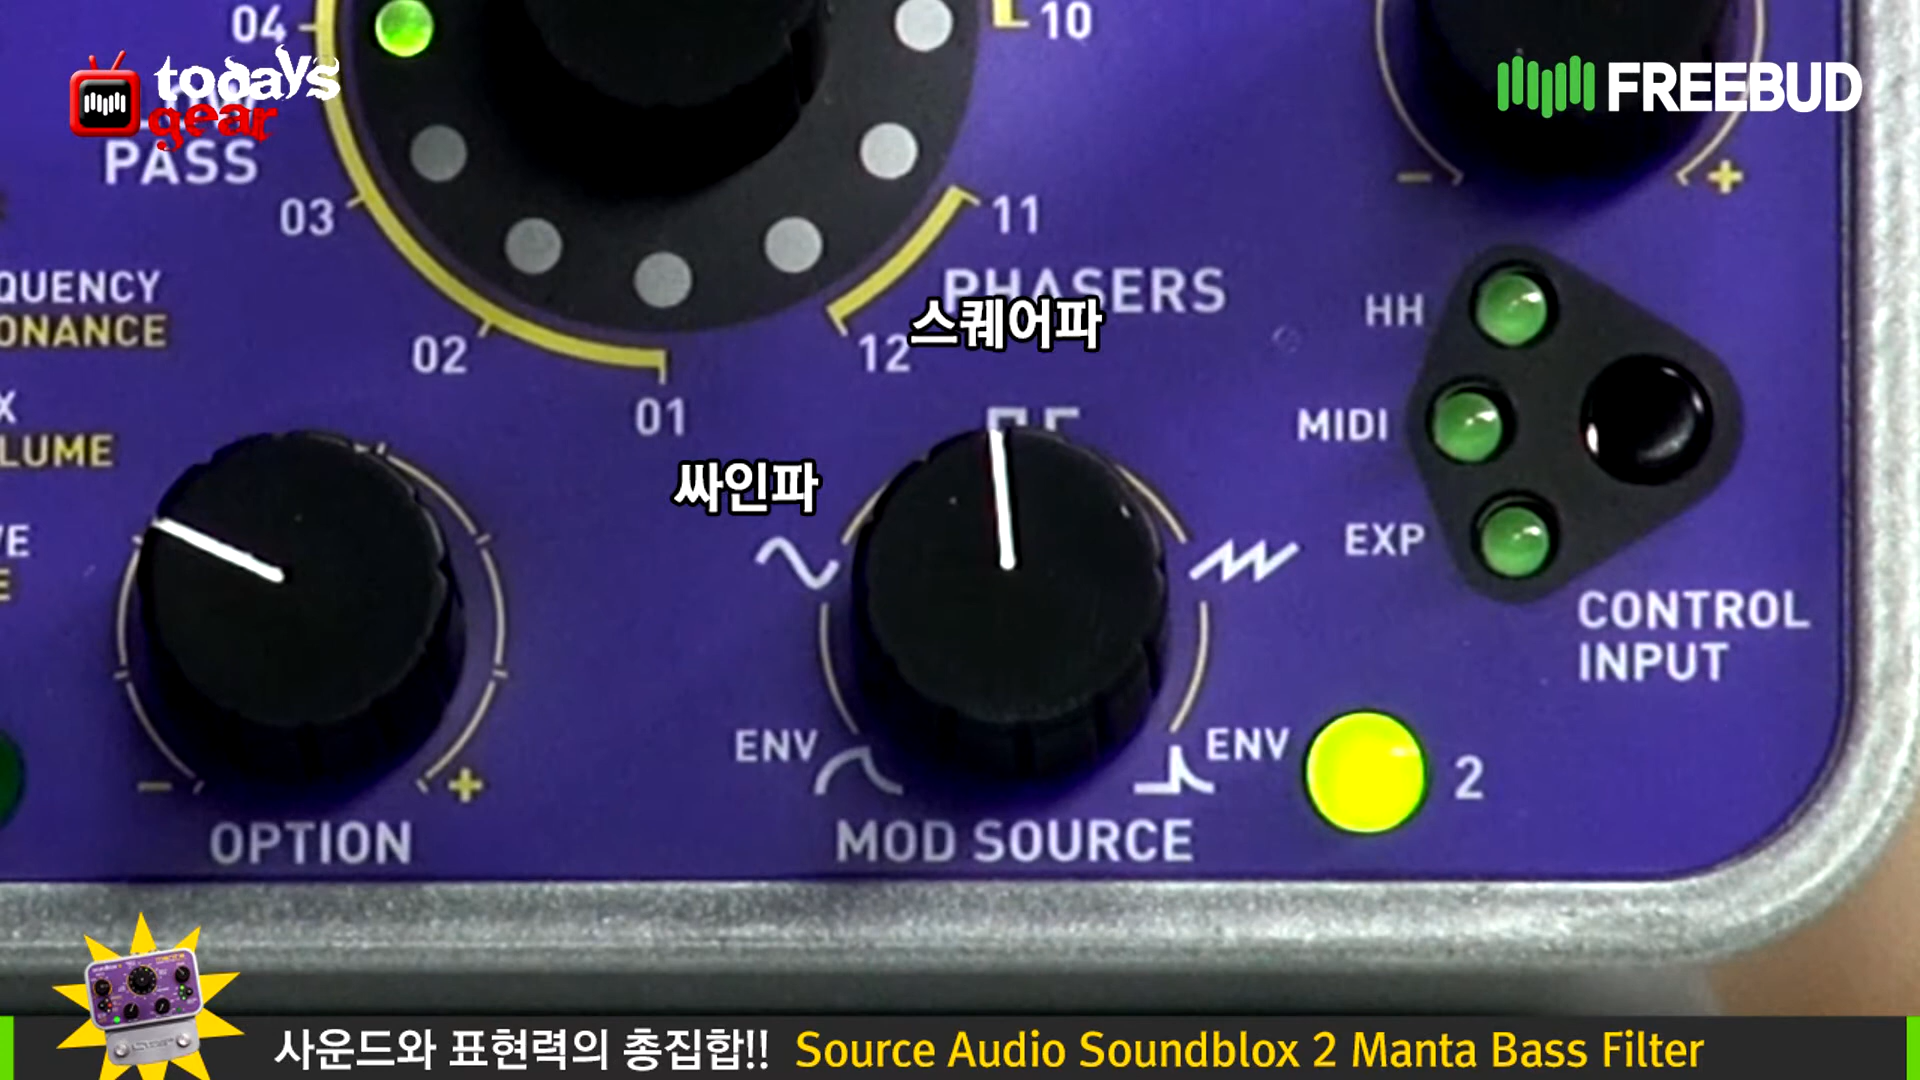 04
10
todays
gear
FREEBUD
PASS
03
11
QUENCY
ONANCE
PHASERS
스퀘어파
HH
02
12
01
X
LUME
MIDI
싸인파
VE
E
EXP
CONTROL
INPUT
ENV
ENV
2
OPTION
MOD SOURCE
사운드와 표현력의 총집합!! Source Audio Soundblox 2 Manta Bass Filter